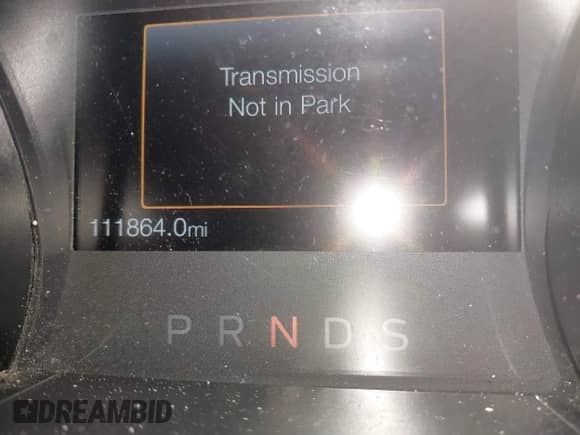 Transmission
Not in Park
111864.0mi
P R N D S
DREAMBID